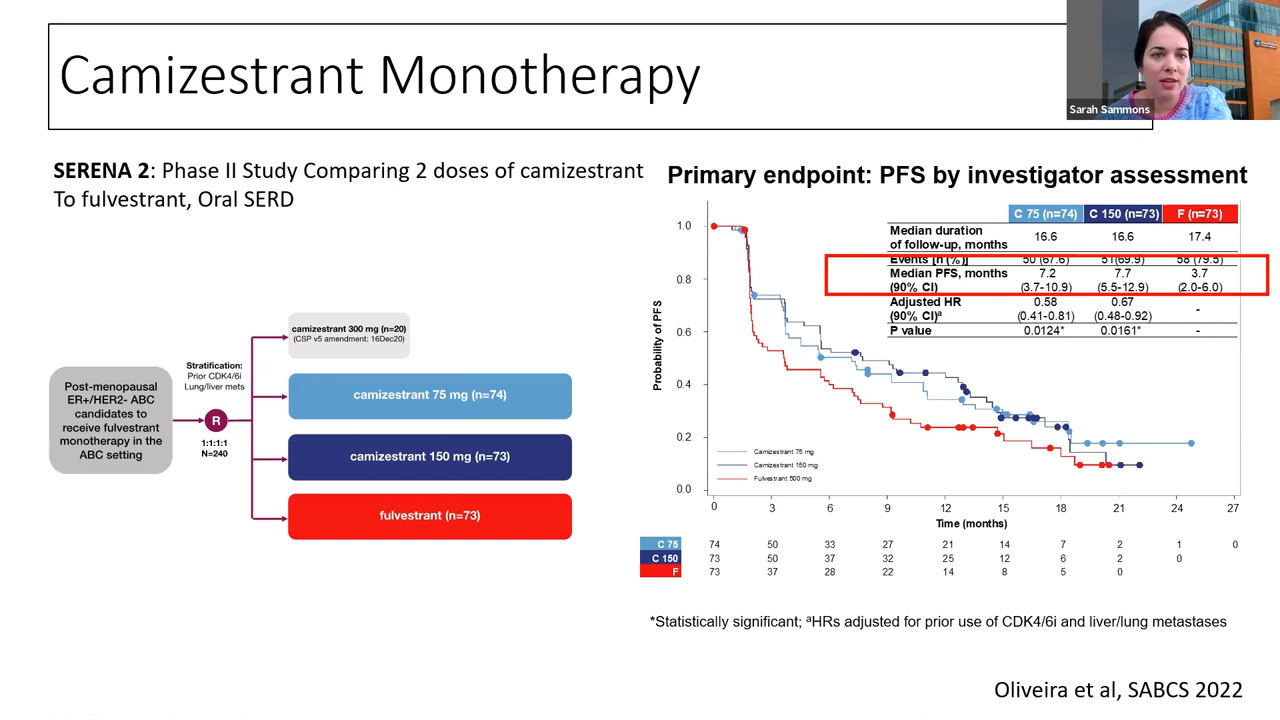 Camizestrant Monotherapy
Sarah Sammons
SERENA 2: Phase II Study Comparing 2 doses of camizestrant
To fulvestrant, Oral SERD
Post-menopausal
ER+/HER2- ABC
candidates to
receive fulvestrant
monotherapy in the
ABC setting
Stratification:
Prior CDK4/6i
Lung/liver mets
R
1:1:1:1
N=240
camizestrant 300 mg (n=20)
(CSP v5 amendment: 16Dec20)
camizestrant 75 mg (n=74)
camizestrant 150 mg (n=73)
fulvestrant (n=73)
Primary endpoint: PFS by investigator assessment
C 75 (n=74) C 150 (n=73) F (n=73)
Median duration
of follow-up, months 16.6 16.6 17.4
Events [n (%)] 50 (67.6) 51(69.9) 58 (79.5)
Median PFS, months 7.2 7.7 3.7
(90% CI) (3.7-10.9) (5.5-12.9) (2.0-6.0)
Adjusted HR 0.58 0.67 -
(90% CI)ᵃ (0.41-0.81) (0.48-0.92)
P value 0.0124* 0.0161* -
Probability of PFS
1.0
0.8
0.6
0.4
0.2
0.0
Camizestrant 75 mg
Camizestrant 150 mg
Fulvestrant 500 mg
0 3 6 9 12 15 18 21 24 27
Time (months)
C 75 74 50 33 27 21 14 7 2 1 0
C 150 73 50 37 32 25 12 6 2 0
F 73 37 28 22 14 8 5 0
*Statistically significant; ᵃHRs adjusted for prior use of CDK4/6i and liver/lung metastases
Oliveira et al, SABCS 2022